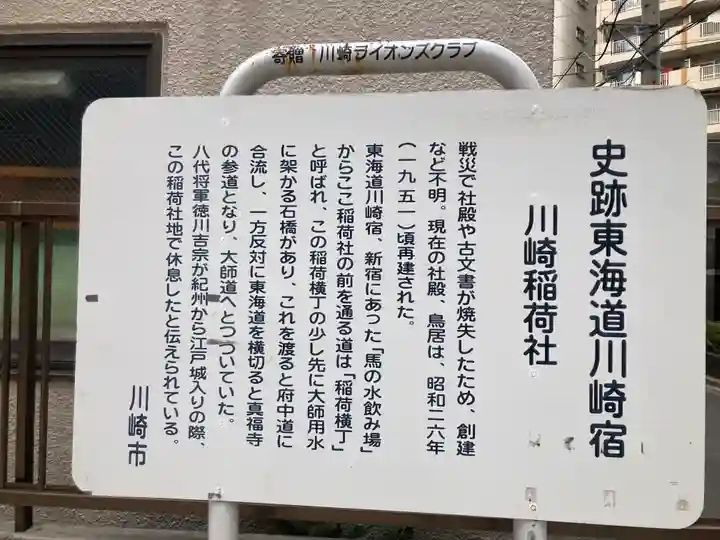 寄贈 川崎ライオンズクラブ
史跡東海道川崎宿
川崎稲荷社
戦災で社殿や古文書が焼失したため、創建
など不明。現在の社殿、鳥居は、昭和二六年
(一九五一)頃再建された。
東海道川崎宿、新宿にあった「馬の水飲み場」
からここ稲荷社の前を通る道は「稲荷横丁」
と呼ばれ、この稲荷横丁の少し先に大師用水
に架かる石橋があり、これを渡ると府中道に
合流し、一方反対に東海道を横切ると真福寺
の参道となり、大師道へとつづいていた。
八代将軍徳川吉宗が紀州から江戸城入りの際、
この稲荷社地で休息したと伝えられている。
川崎市